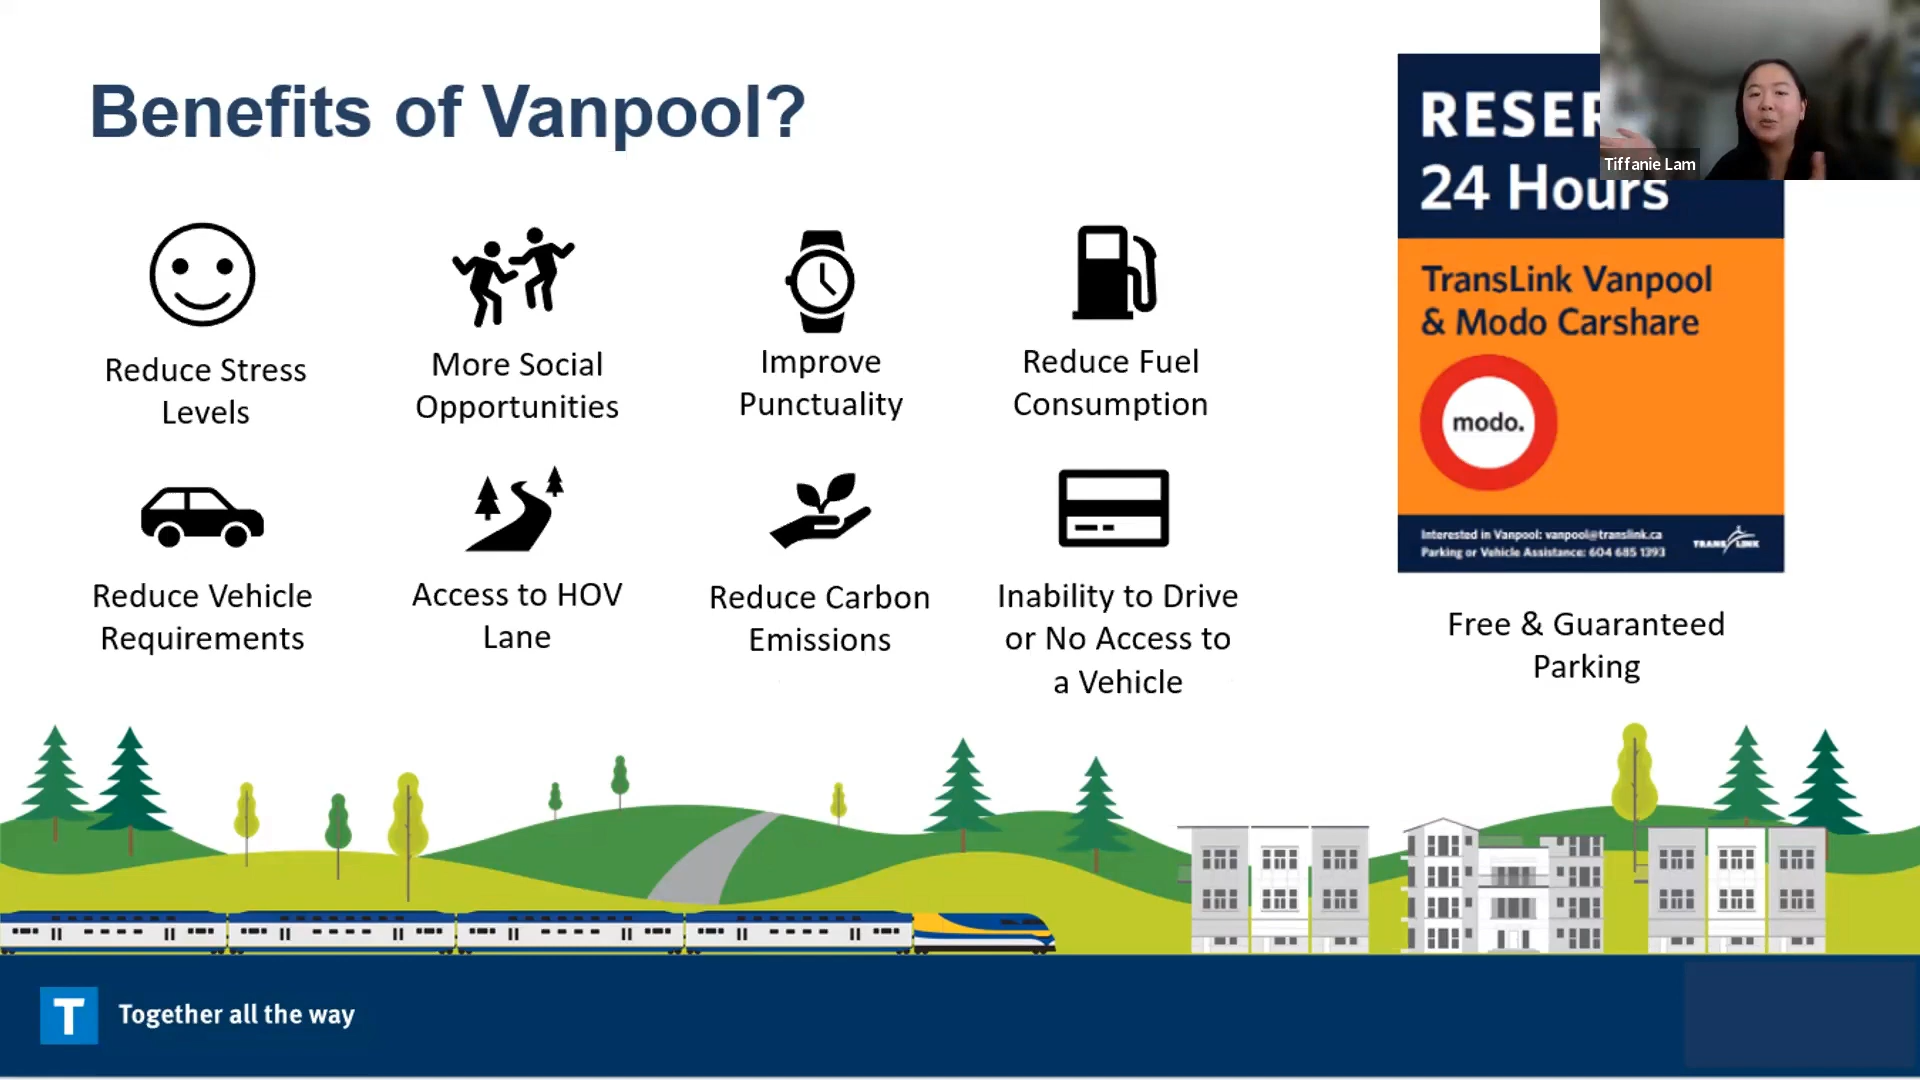 Benefits of Vanpool?
Reduce Stress
Levels
More Social
Opportunities
Improve
Punctuality
Reduce Fuel
Consumption
Reduce Vehicle
Requirements
Access to HOV
Lane
Reduce Carbon
Emissions
Inability to Drive
or No Access to
a Vehicle
RESER
24 Hours
TransLink Vanpool
& Modo Carshare
modo.
Interested in Vanpool: vanpool@translink.ca
Parking or Vehicle Assistance: 604 685 1393
TRANS LINK
Free & Guaranteed
Parking
Tiffanie Lam
T
Together all the way